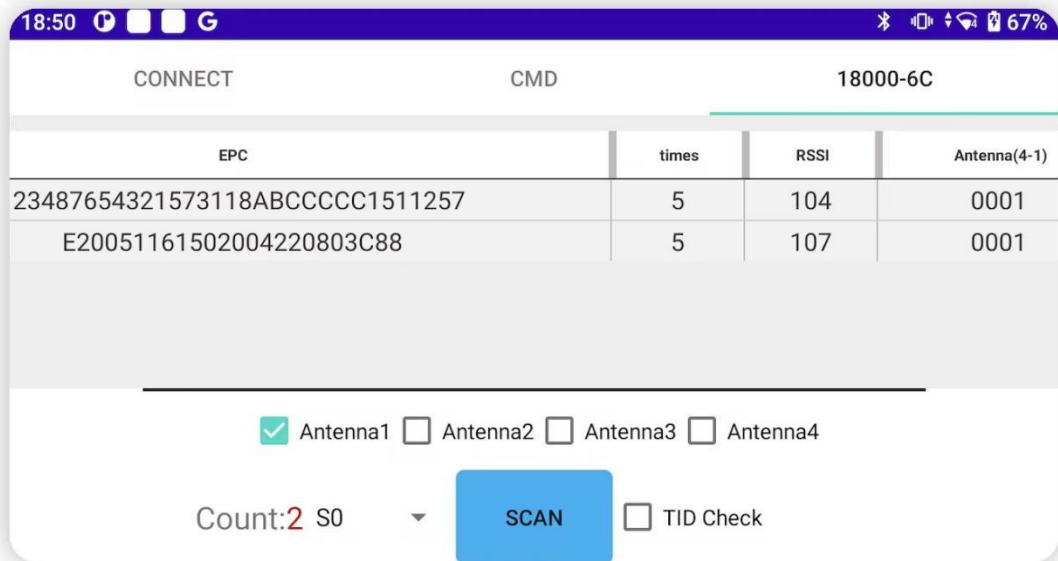 18:50 G 67%
CONNECT CMD 18000-6C
EPC times RSSI Antenna(4-1)
23487654321573118ABCCCCC1511257 5 104 0001
E20051161502004220803C88 5 107 0001
Antenna1 Antenna2 Antenna3 Antenna4
Count:2 S0 SCAN TID Check